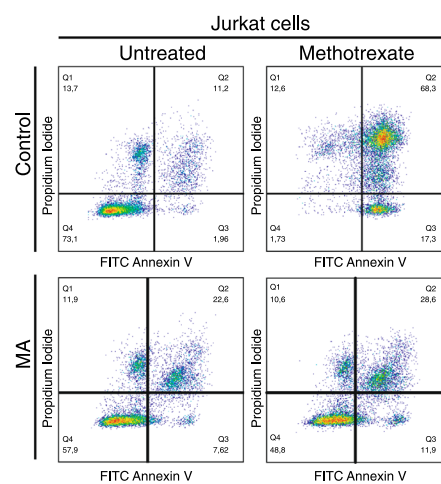 Jurkat cells
Untreated Methotrexate
Control
Propidium Iodide
Q1
13,7
Q2
11,2
Q4
73,1
Q3
1,96
FITC Annexin V
Propidium Iodide
Q1
12,6
Q2
68,3
Q4
1,73
Q3
17,3
FITC Annexin V
MA
Propidium Iodide
Q1
11,9
Q2
22,6
Q4
57,9
Q3
7,62
FITC Annexin V
Propidium Iodide
Q1
10,6
Q2
28,6
Q4
48,8
Q3
11,9
FITC Annexin V